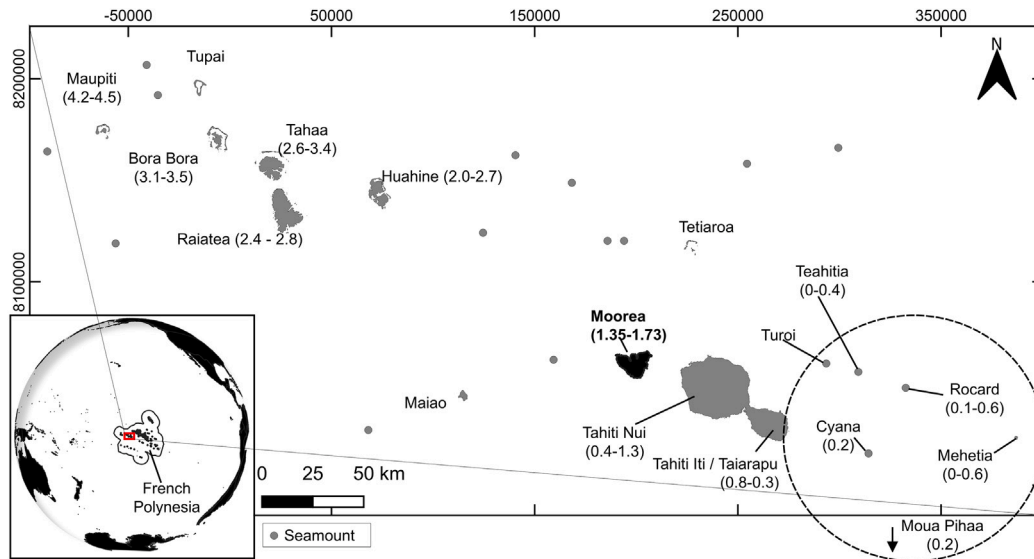 -50000 50000 150000 250000 350000
8200000
8100000
N
Tupai
Maupiti
(4.2-4.5)
Bora Bora
(3.1-3.5)
Tahaa
(2.6-3.4)
Huahine (2.0-2.7)
Raiatea (2.4 - 2.8)
Tetiaroa
Teahitia
(0-0.4)
Moorea
(1.35-1.73)
Turoi
Rocard
(0.1-0.6)
Maiao
Tahiti Nui
(0.4-1.3)
Cyana
(0.2)
Tahiti Iti / Taiarapu
(0.8-0.3)
Mehetia
(0-0.6)
Moua Pihaa
(0.2)
French
Polynesia
0 25 50 km
Seamount